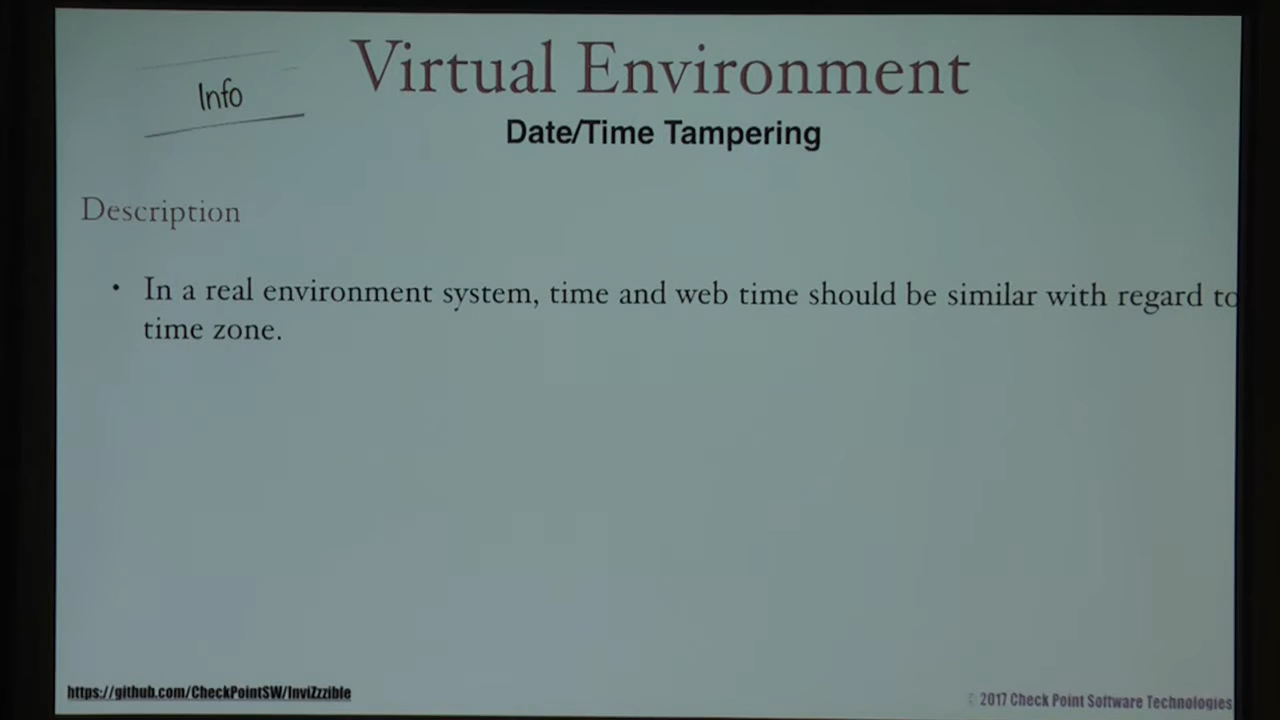 Info
Virtual Environment
Date/Time Tampering
Description
• In a real environment system, time and web time should be similar with regard to
time zone.
https://github.com/CheckPointSW/InviZzzible
© 2017 Check Point Software Technologies